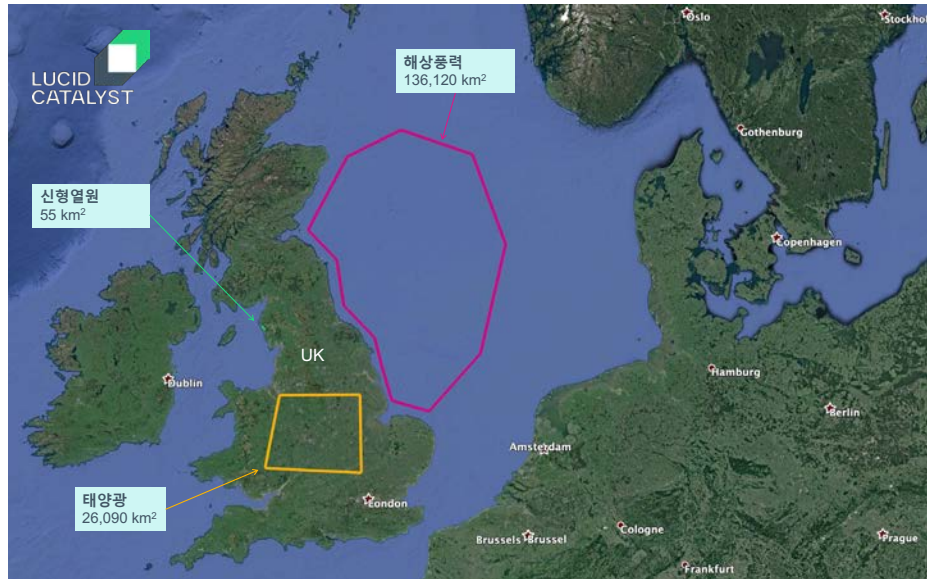 LUCID
CATALYST
해상풍력
136,120 km²
신형열원
55 km²
태양광
26,090 km²
UK
Oslo
Stockhol
Gothenburg
Copenhagen
Dublin
Hamburg
Berlin
Amsterdam
London
Cologne
Brussels Brussel
Prague
Frankfurt